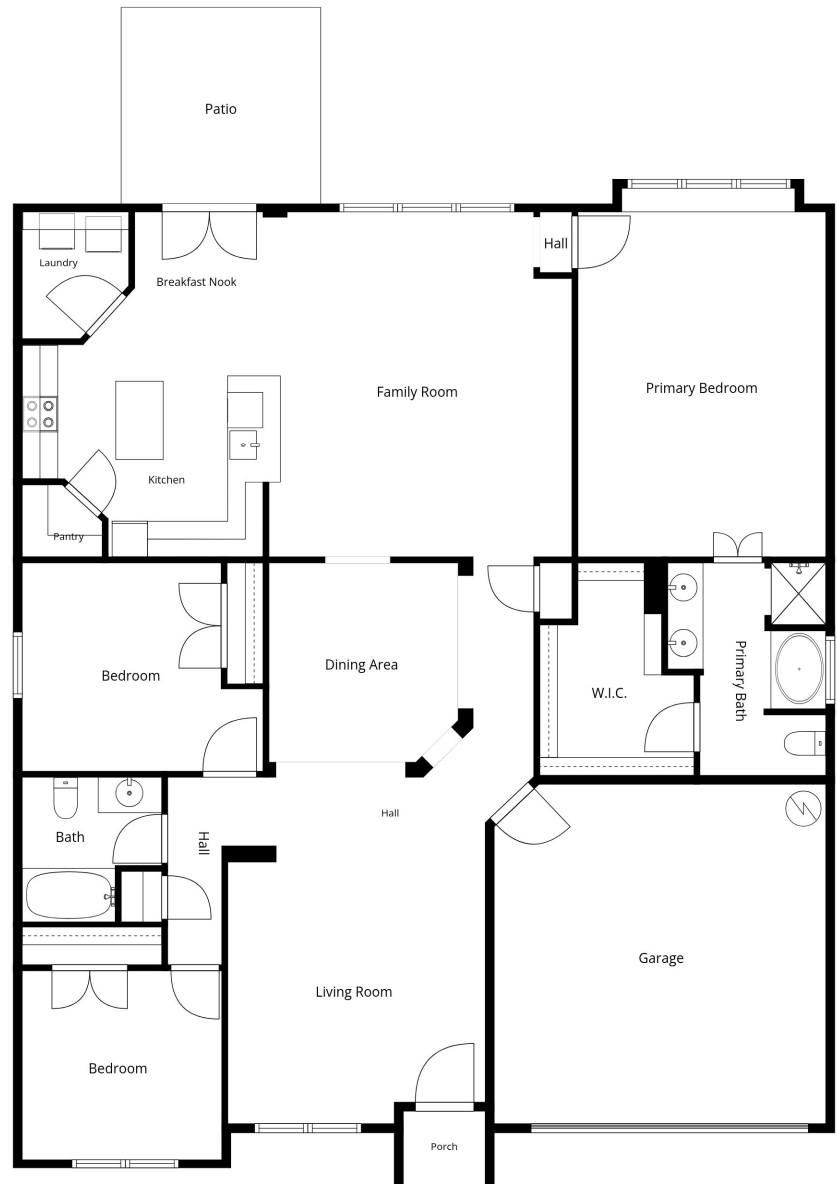 Patio
Hall
Laundry
Breakfast Nook
Family Room
Primary Bedroom
Kitchen
Pantry
Bedroom
Dining Area
W.I.C.
Primary Bath
Hall
Bath
Hall
Garage
Living Room
Bedroom
Porch